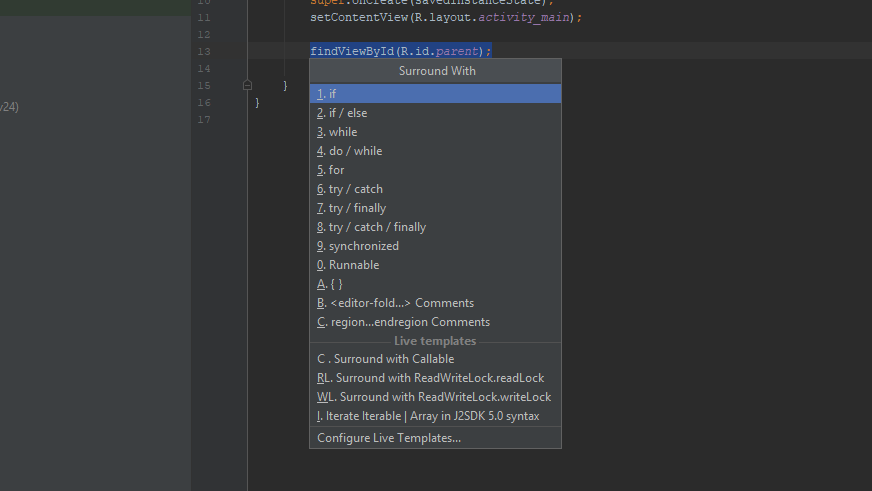 10 super.onCreate(savedInstanceState);
11 setContentView(R.layout.activity_main);
12
13 findViewById(R.id.parent);
14
15 }
16 }
17
v24)
Surround With
1. if
2. if / else
3. while
4. do / while
5. for
6. try / catch
7. try / finally
8. try / catch / finally
9. synchronized
0. Runnable
A. { }
B. <editor-fold...> Comments
C. region...endregion Comments
Live templates
C . Surround with Callable
RL. Surround with ReadWriteLock.readLock
WL. Surround with ReadWriteLock.writeLock
I. Iterate Iterable | Array in J2SDK 5.0 syntax
Configure Live Templates...